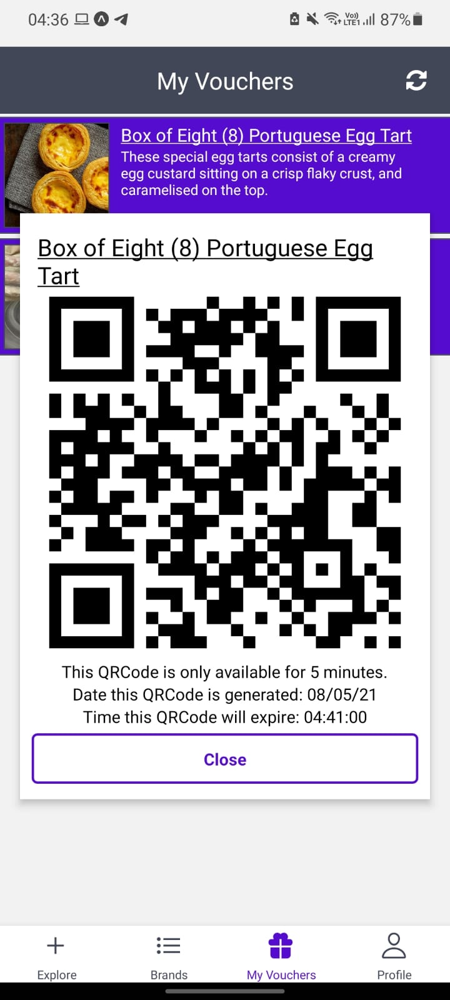 04:36
Vo))
LTE1
87%
My Vouchers
Box of Eight (8) Portuguese Egg Tart
These special egg tarts consist of a creamy
egg custard sitting on a crisp flaky crust, and
caramelised on the top.
Box of Eight (8) Portuguese Egg
Tart
This QRCode is only available for 5 minutes.
Date this QRCode is generated: 08/05/21
Time this QRCode will expire: 04:41:00
Close
Explore
Brands
My Vouchers
Profile